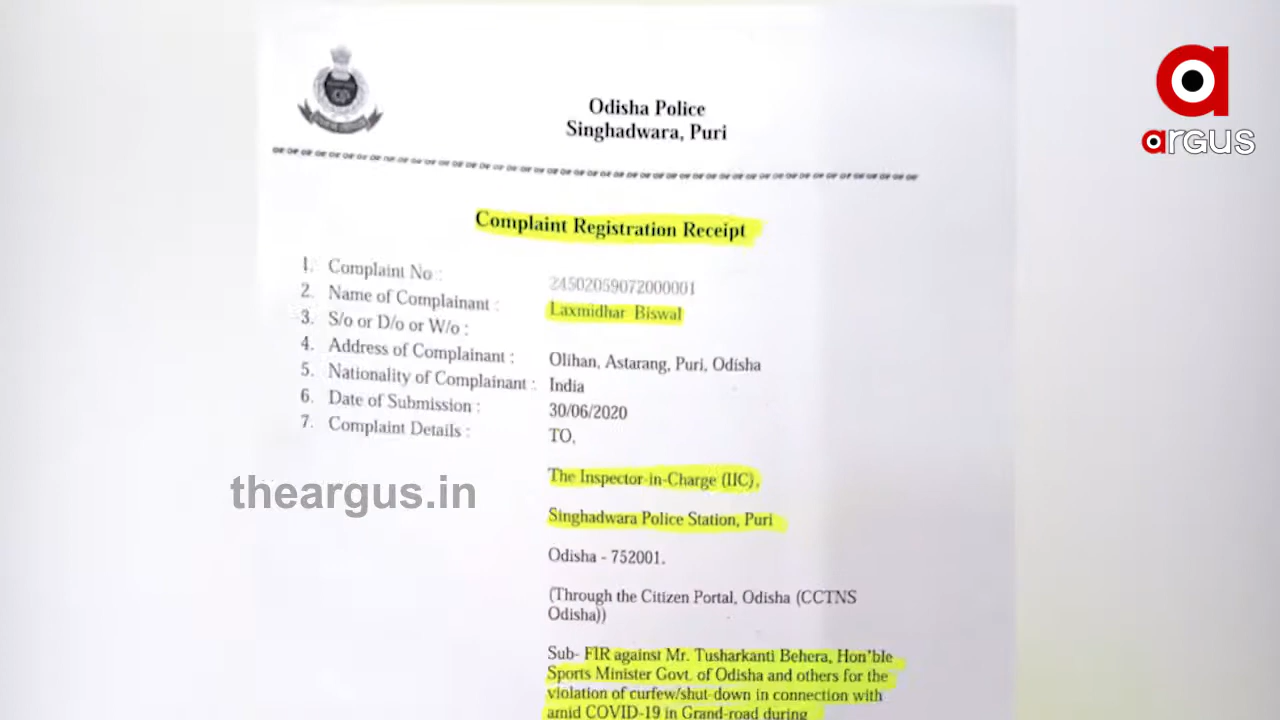 argus
Odisha Police
Singhadwara, Puri
Complaint Registration Receipt
1. Complaint No : 24502059072000001
2. Name of Complainant : Laxmidhar Biswal
3. S/o or D/o or W/o :
4. Address of Complainant : Olihan, Astarang, Puri, Odisha
5. Nationality of Complainant : India
6. Date of Submission : 30/06/2020
7. Complaint Details : TO,
The Inspector-in-Charge (IIC),
theargus.in
Singhadwara Police Station, Puri
Odisha - 752001.
(Through the Citizen Portal, Odisha (CCTNS
Odisha))
Sub- FIR against Mr. Tusharkanti Behera, Hon'ble
Sports Minister Govt. of Odisha and others for the
violation of curfew/shut-down in connection with
amid COVID-19 in Grand-road during